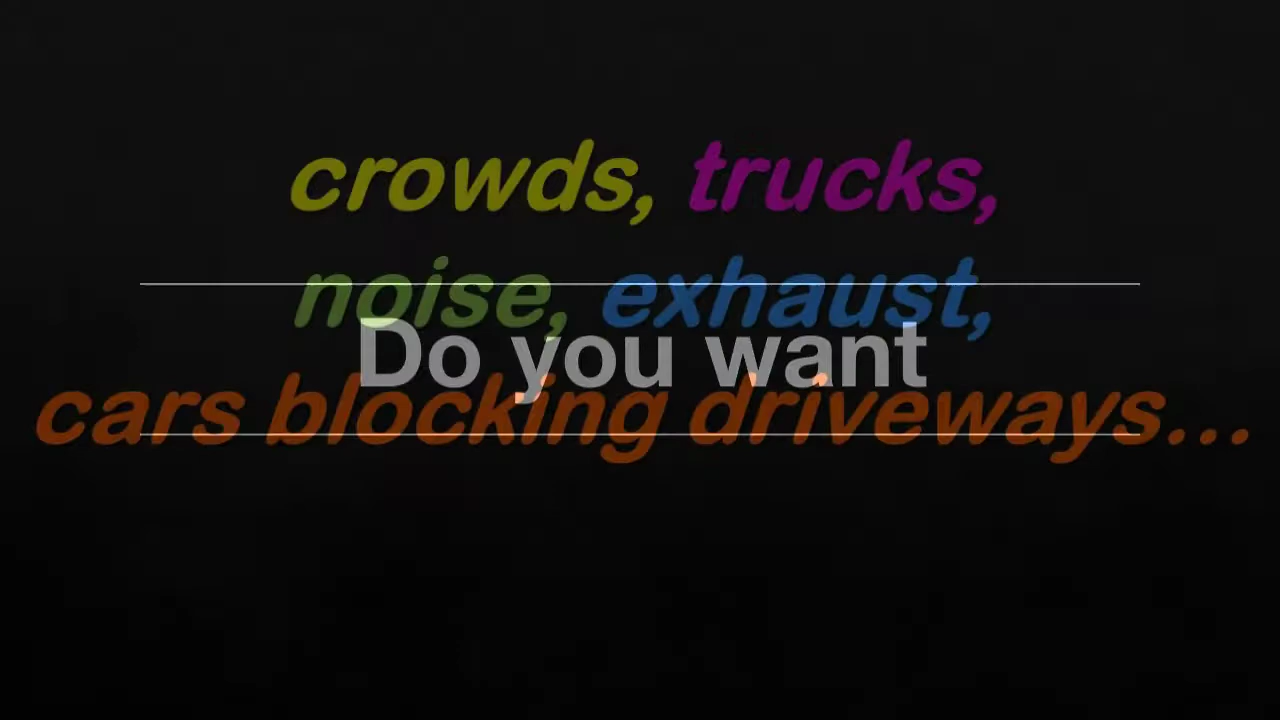 crowds, trucks,
noise, exhaust,
Do you want
cars blocking driveways...